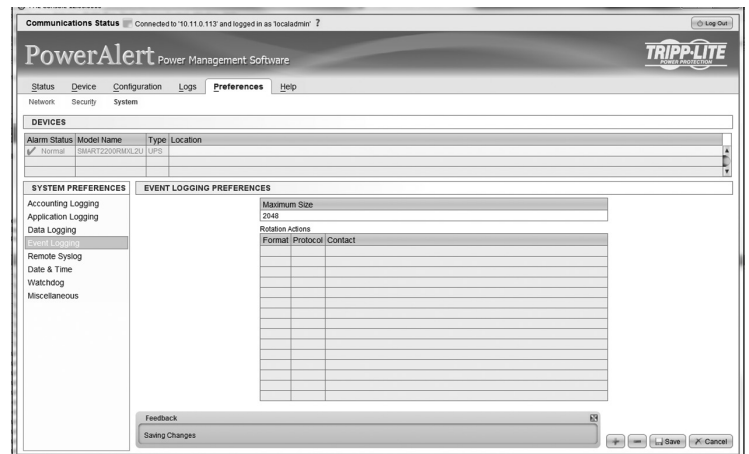 Communications Status Connected to '10.11.0.113' and logged in as 'localadmin' ? Log Out
PowerAlert Power Management Software
TRIPP·LITE
POWER PROTECTION
Status Device Configuration Logs Preferences Help
Network Security System
DEVICES
Alarm Status Model Name Type Location
Normal SMART2200RMXL2U UPS
SYSTEM PREFERENCES
Accounting Logging
Application Logging
Data Logging
Event Logging
Remote Syslog
Date & Time
Watchdog
Miscellaneous
EVENT LOGGING PREFERENCES
Maximum Size
2048
Rotation Actions
Format Protocol Contact
Feedback
Saving Changes
Save Cancel